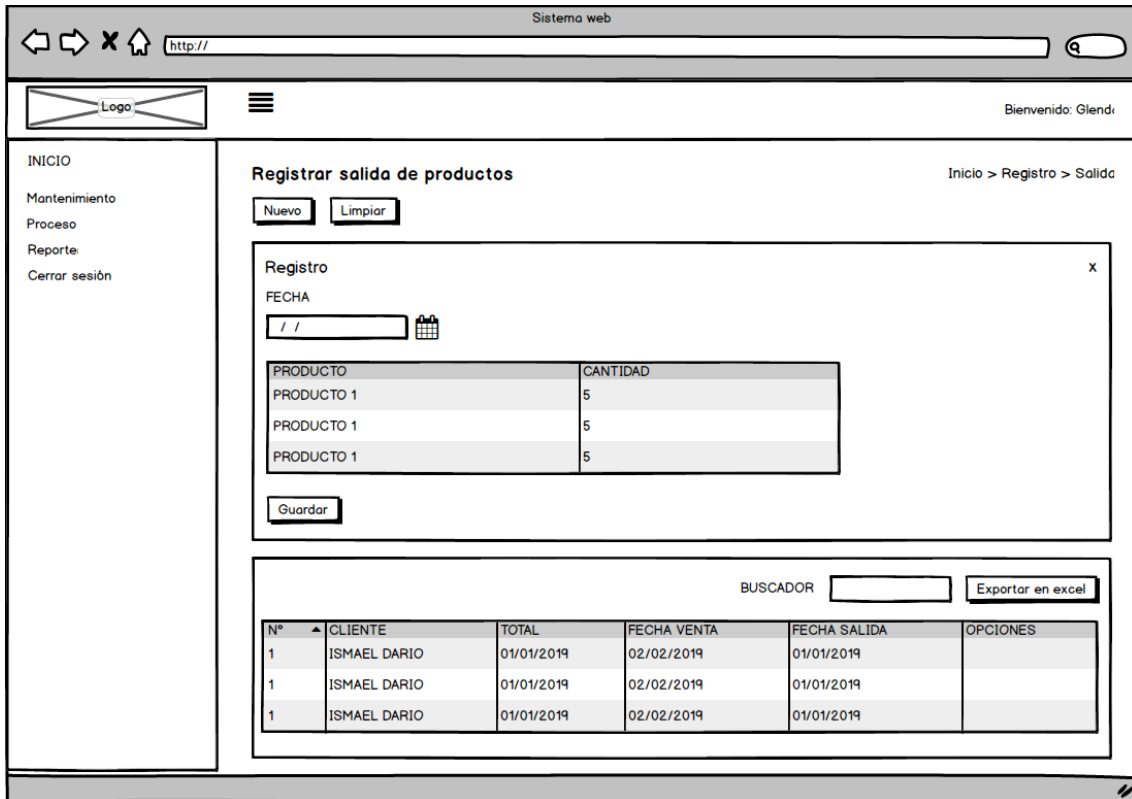 Sistema web
http://
Logo
Bienvenido: Glend
INICIO
Mantenimiento
Proceso
Reporte
Cerrar sesión
Registrar salida de productos
Inicio > Registro > Salida
Nuevo Limpiar
Registro x
FECHA
/ /
PRODUCTO CANTIDAD
PRODUCTO 1 5
PRODUCTO 1 5
PRODUCTO 1 5
Guardar
BUSCADOR Exportar en excel
N° CLIENTE TOTAL FECHA VENTA FECHA SALIDA OPCIONES
1 ISMAEL DARIO 01/01/2019 02/02/2019 01/01/2019
1 ISMAEL DARIO 01/01/2019 02/02/2019 01/01/2019
1 ISMAEL DARIO 01/01/2019 02/02/2019 01/01/2019